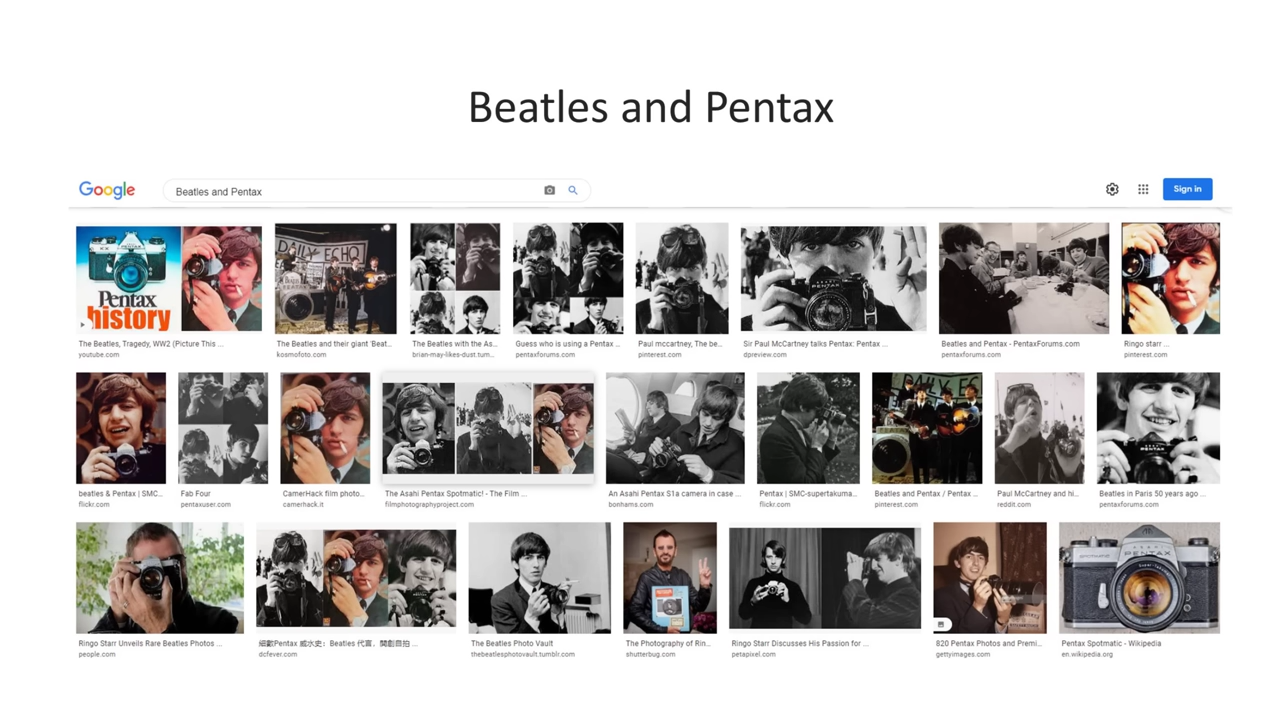 Beatles and Pentax
Google
Beatles and Pentax
Sign in
PENTAX
Pentax
history
DAILY ECHO
The Beatles, Tragedy, WW2 (Picture This ...
youtube.com
The Beatles and their giant 'Beat...
kosmofoto.com
The Beatles with the As...
brian-may-likes-dust.tum...
Guess who is using a Pentax ...
pentaxforums.com
Paul mccartney, The be...
pinterest.com
Sir Paul McCartney talks Pentax: Pentax ...
dpreview.com
Beatles and Pentax - PentaxForums.com
pentaxforums.com
Ringo starr ...
pinterest.com
DAILY EC
beatles & Pentax | SMC...
flickr.com
Fab Four
pentaxuser.com
CamerHack film photo...
camerhack.it
The Asahi Pentax Spotmatic! - The Film ...
filmphotographyproject.com
An Asahi Pentax S1a camera in case ...
bonhams.com
Pentax | SMC-supertakuma...
flickr.com
Beatles and Pentax / Pentax ...
pinterest.com
Paul McCartney and hi...
reddit.com
Beatles in Paris 50 years ago ...
pentaxforums.com
PENTAX
Ringo Starr Unveils Rare Beatles Photos ...
people.com
細數Pentax 威水史：Beatles 代言，開創自拍 ...
dcfever.com
The Beatles Photo Vault
thebeatlesphotovault.tumblr.com
The Photography of Rin...
shutterbug.com
Ringo Starr Discusses His Passion for ...
petapixel.com
820 Pentax Photos and Premi...
gettyimages.com
Pentax Spotmatic - Wikipedia
en.wikipedia.org